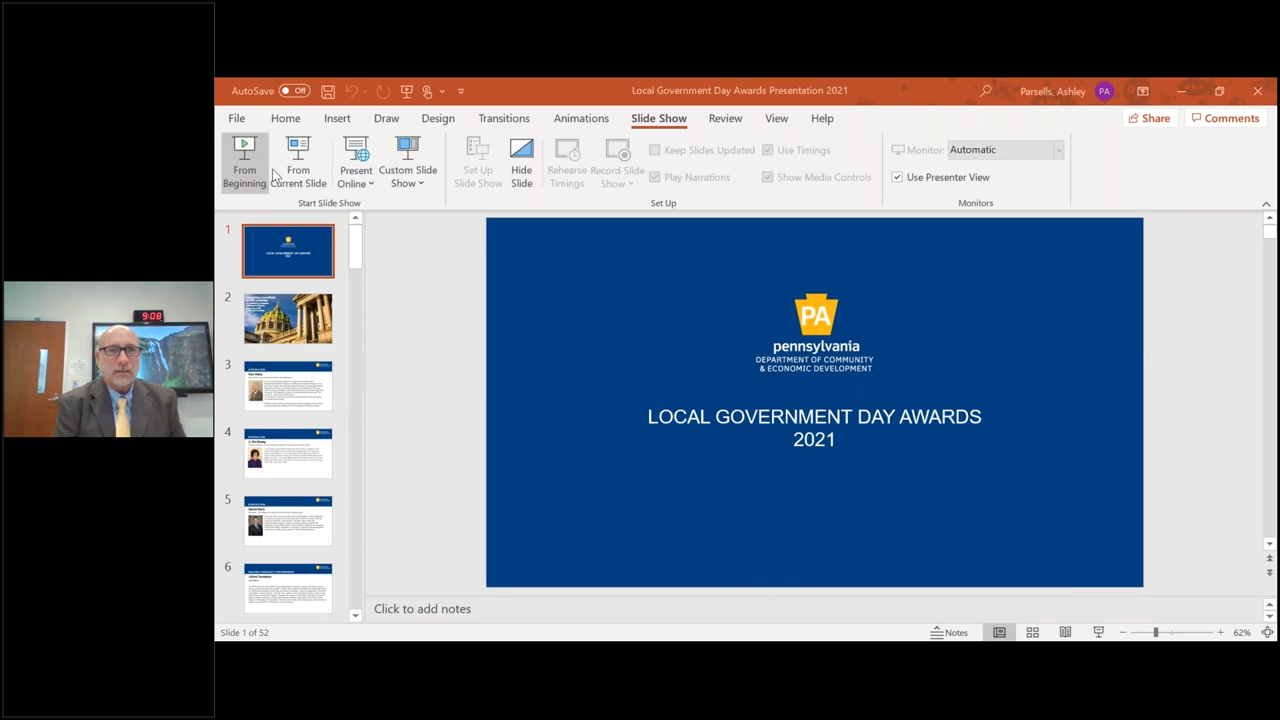 AutoSave Off
Local Government Day Awards Presentation 2021
Parsells, Ashley PA
File Home Insert Draw Design Transitions Animations Slide Show Review View Help
Share Comments
From Beginning
From Current Slide
Present Online
Custom Slide Show
Set Up Slide Show
Hide Slide
Rehearse Timings
Record Slide Show
Keep Slides Updated
Use Timings
Play Narrations
Show Media Controls
Monitor: Automatic
Use Presenter View
Start Slide Show
Set Up
Monitors
1
2
3
4
5
6
9:08
PA
pennsylvania
DEPARTMENT OF COMMUNITY
& ECONOMIC DEVELOPMENT
LOCAL GOVERNMENT DAY AWARDS
2021
Click to add notes
Slide 1 of 52
Notes
62%